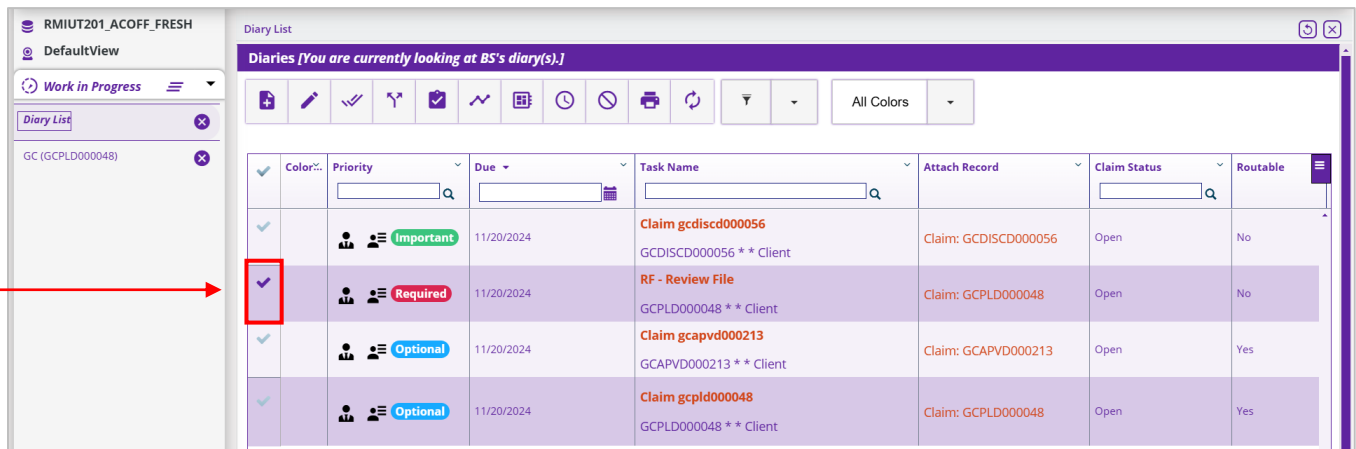 RMIUT201_ACOFF_FRESH
DefaultView
Work in Progress
Diary List
GC (GCPLD000048)
Diary List
Diaries [You are currently looking at BS's diary(s).]
All Colors
Color... Priority Due Task Name Attach Record Claim Status Routable
Important 11/20/2024 Claim gcdiscd000056 Claim: GCDISCD000056 Open No
GCDISCD000056 * * Client
Required 11/20/2024 RF - Review File Claim: GCPLD000048 Open No
GCPLD000048 * * Client
Optional 11/20/2024 Claim gcapvd000213 Claim: GCAPVD000213 Open Yes
GCAPVD000213 * * Client
Optional 11/20/2024 Claim gcpld000048 Claim: GCPLD000048 Open Yes
GCPLD000048 * * Client